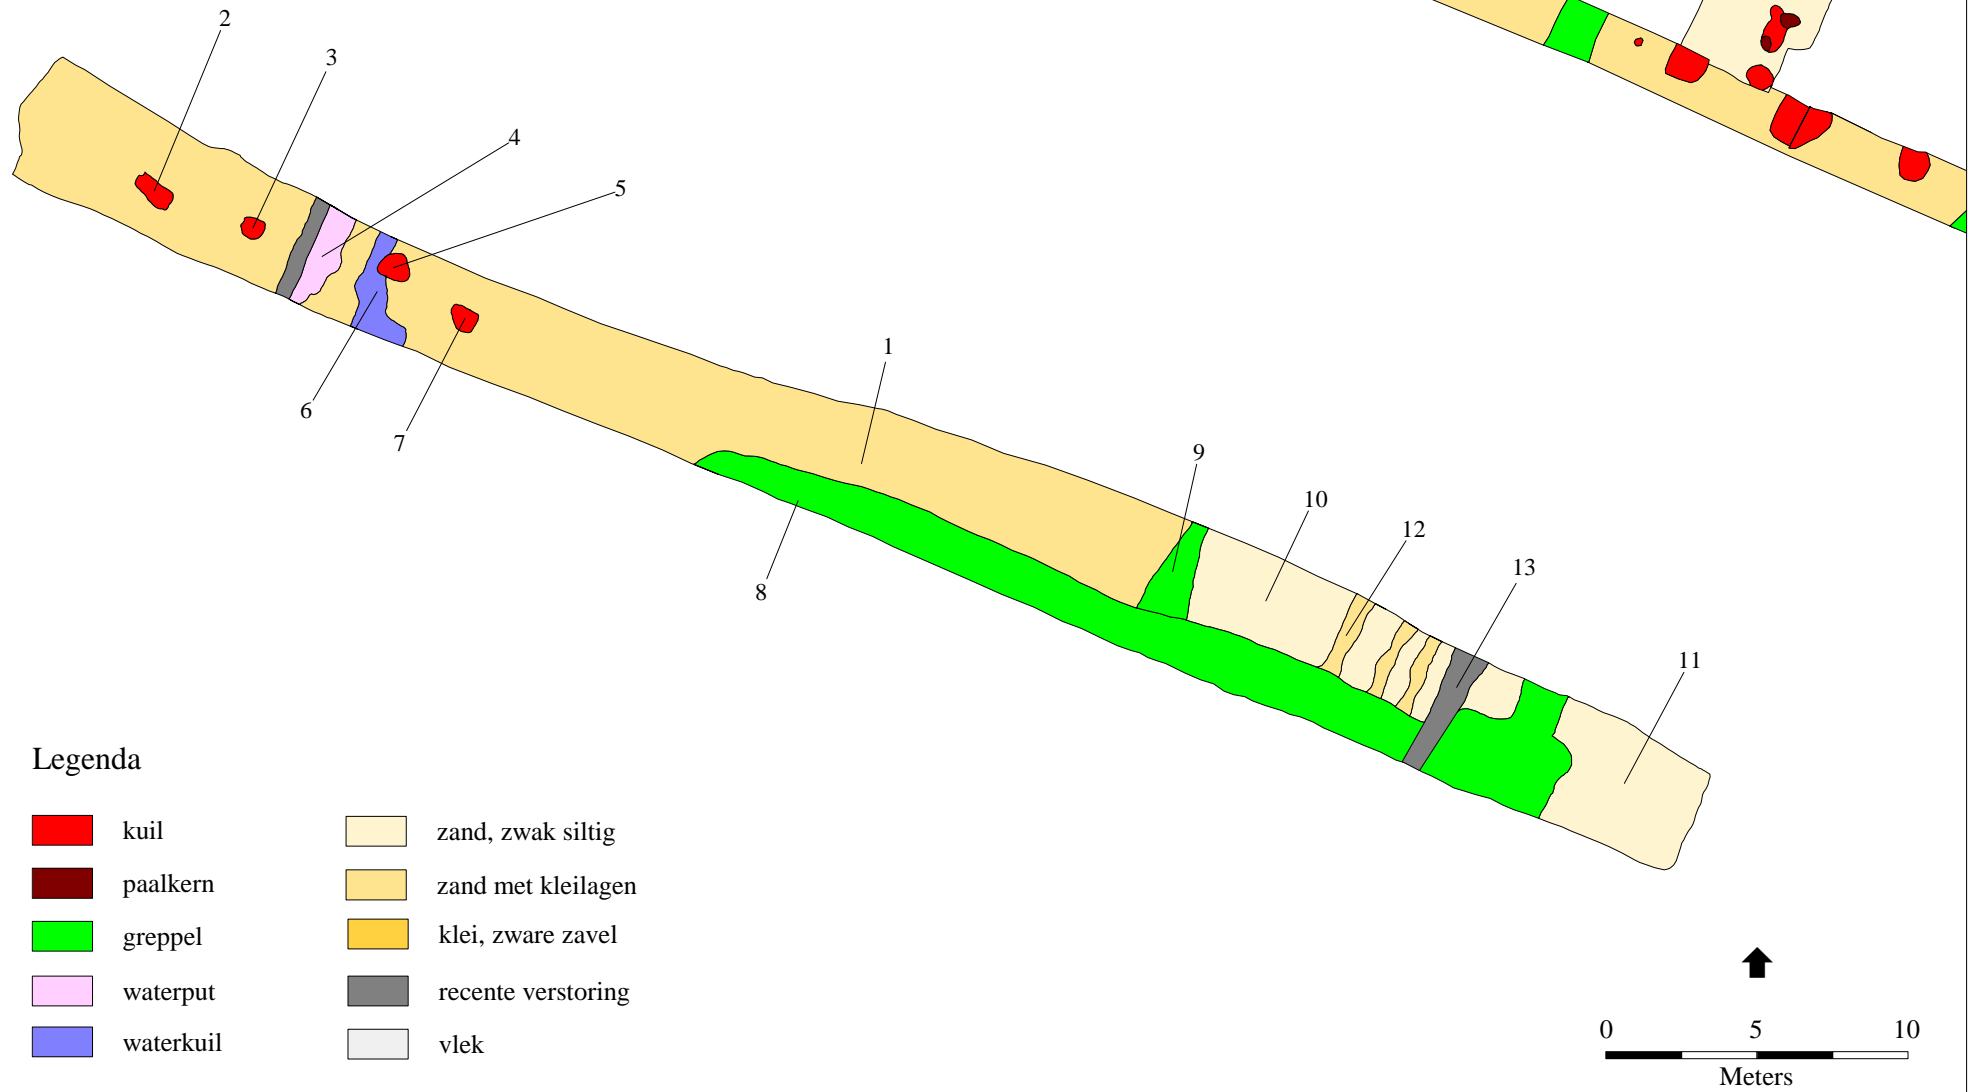 2
3
4
5
1
6
7
9
10
12
13
8
11
Legenda
kuil
paalkern
greppel
waterput
waterkuil
zand, zwak siltig
zand met kleilagen
klei, zware zavel
recente verstoring
vlek
0 5 10
Meters